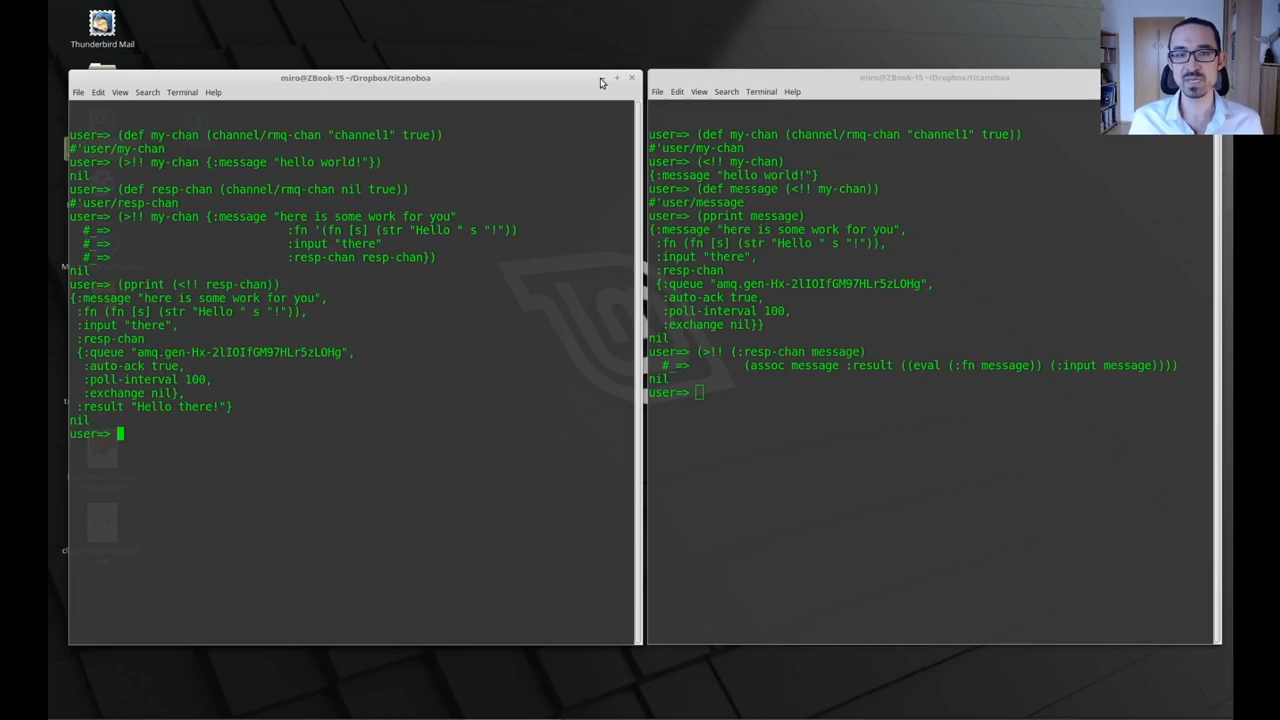 Thunderbird Mail
miro@ZBook-15 ~/Dropbox/titanoboa
File Edit View Search Terminal Help
user=> (def my-chan (channel/rmq-chan "channel1" true))
#'user/my-chan
user=> (>!! my-chan {:message "hello world!"})
nil
user=> (def resp-chan (channel/rmq-chan nil true))
#'user/resp-chan
user=> (>!! my-chan {:message "here is some work for you"
#_=> :fn '(fn [s] (str "Hello " s "!"))
#_=> :input "there"
#_=> :resp-chan resp-chan})
nil
user=> (pprint (<!! resp-chan))
{:message "here is some work for you",
:fn (fn [s] (str "Hello " s "!")),
:input "there",
:resp-chan
{:queue "amq.gen-Hx-2lIOIfGM97HLr5zLOHg",
:auto-ack true,
:poll-interval 100,
:exchange nil},
:result "Hello there!"}
nil
user=>
miro@ZBook-15 ~/Dropbox/titanoboa
File Edit View Search Terminal Help
user=> (def my-chan (channel/rmq-chan "channel1" true))
#'user/my-chan
user=> (<!! my-chan)
{:message "hello world!"}
user=> (def message (<!! my-chan))
#'user/message
user=> (pprint message)
{:message "here is some work for you",
:fn (fn [s] (str "Hello " s "!")),
:input "there",
:resp-chan
{:queue "amq.gen-Hx-2lIOIfGM97HLr5zLOHg",
:auto-ack true,
:poll-interval 100,
:exchange nil}}
nil
user=> (>!! (:resp-chan message)
#_=> (assoc message :result ((eval (:fn message)) (:input message))))
nil
user=>